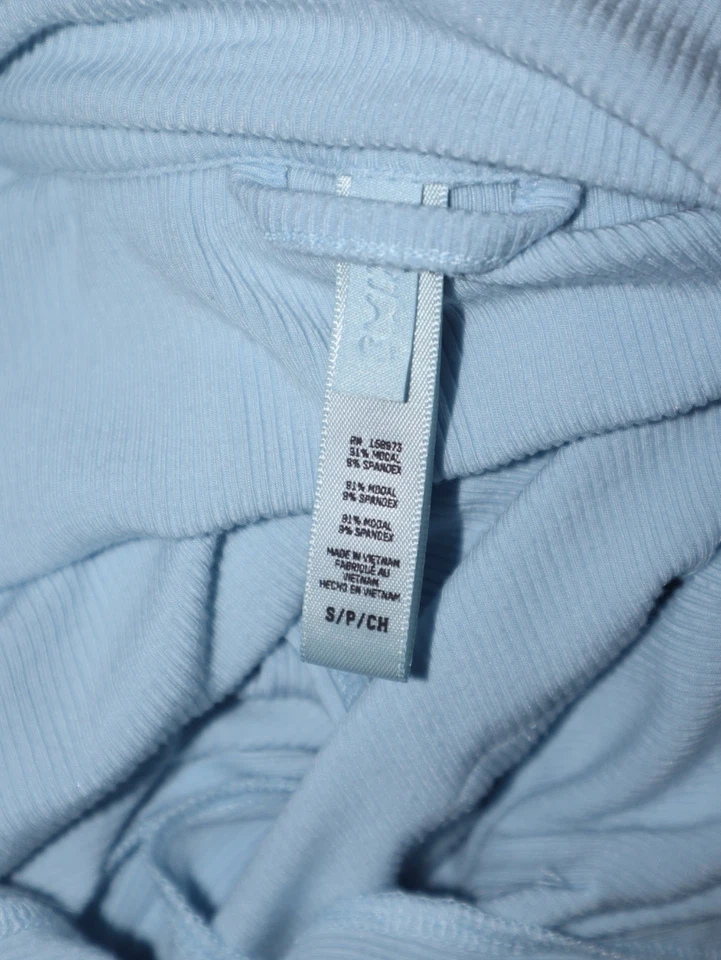 RN# 158973
91% MODAL
9% SPANDEX
91% MODAL
9% SPANDEX
91% MODAL
9% SPANDEX
MADE IN VIETNAM
FABRIQUÉ AU
VIETNAM
HECHO EN VIETNAM
S/P/CH